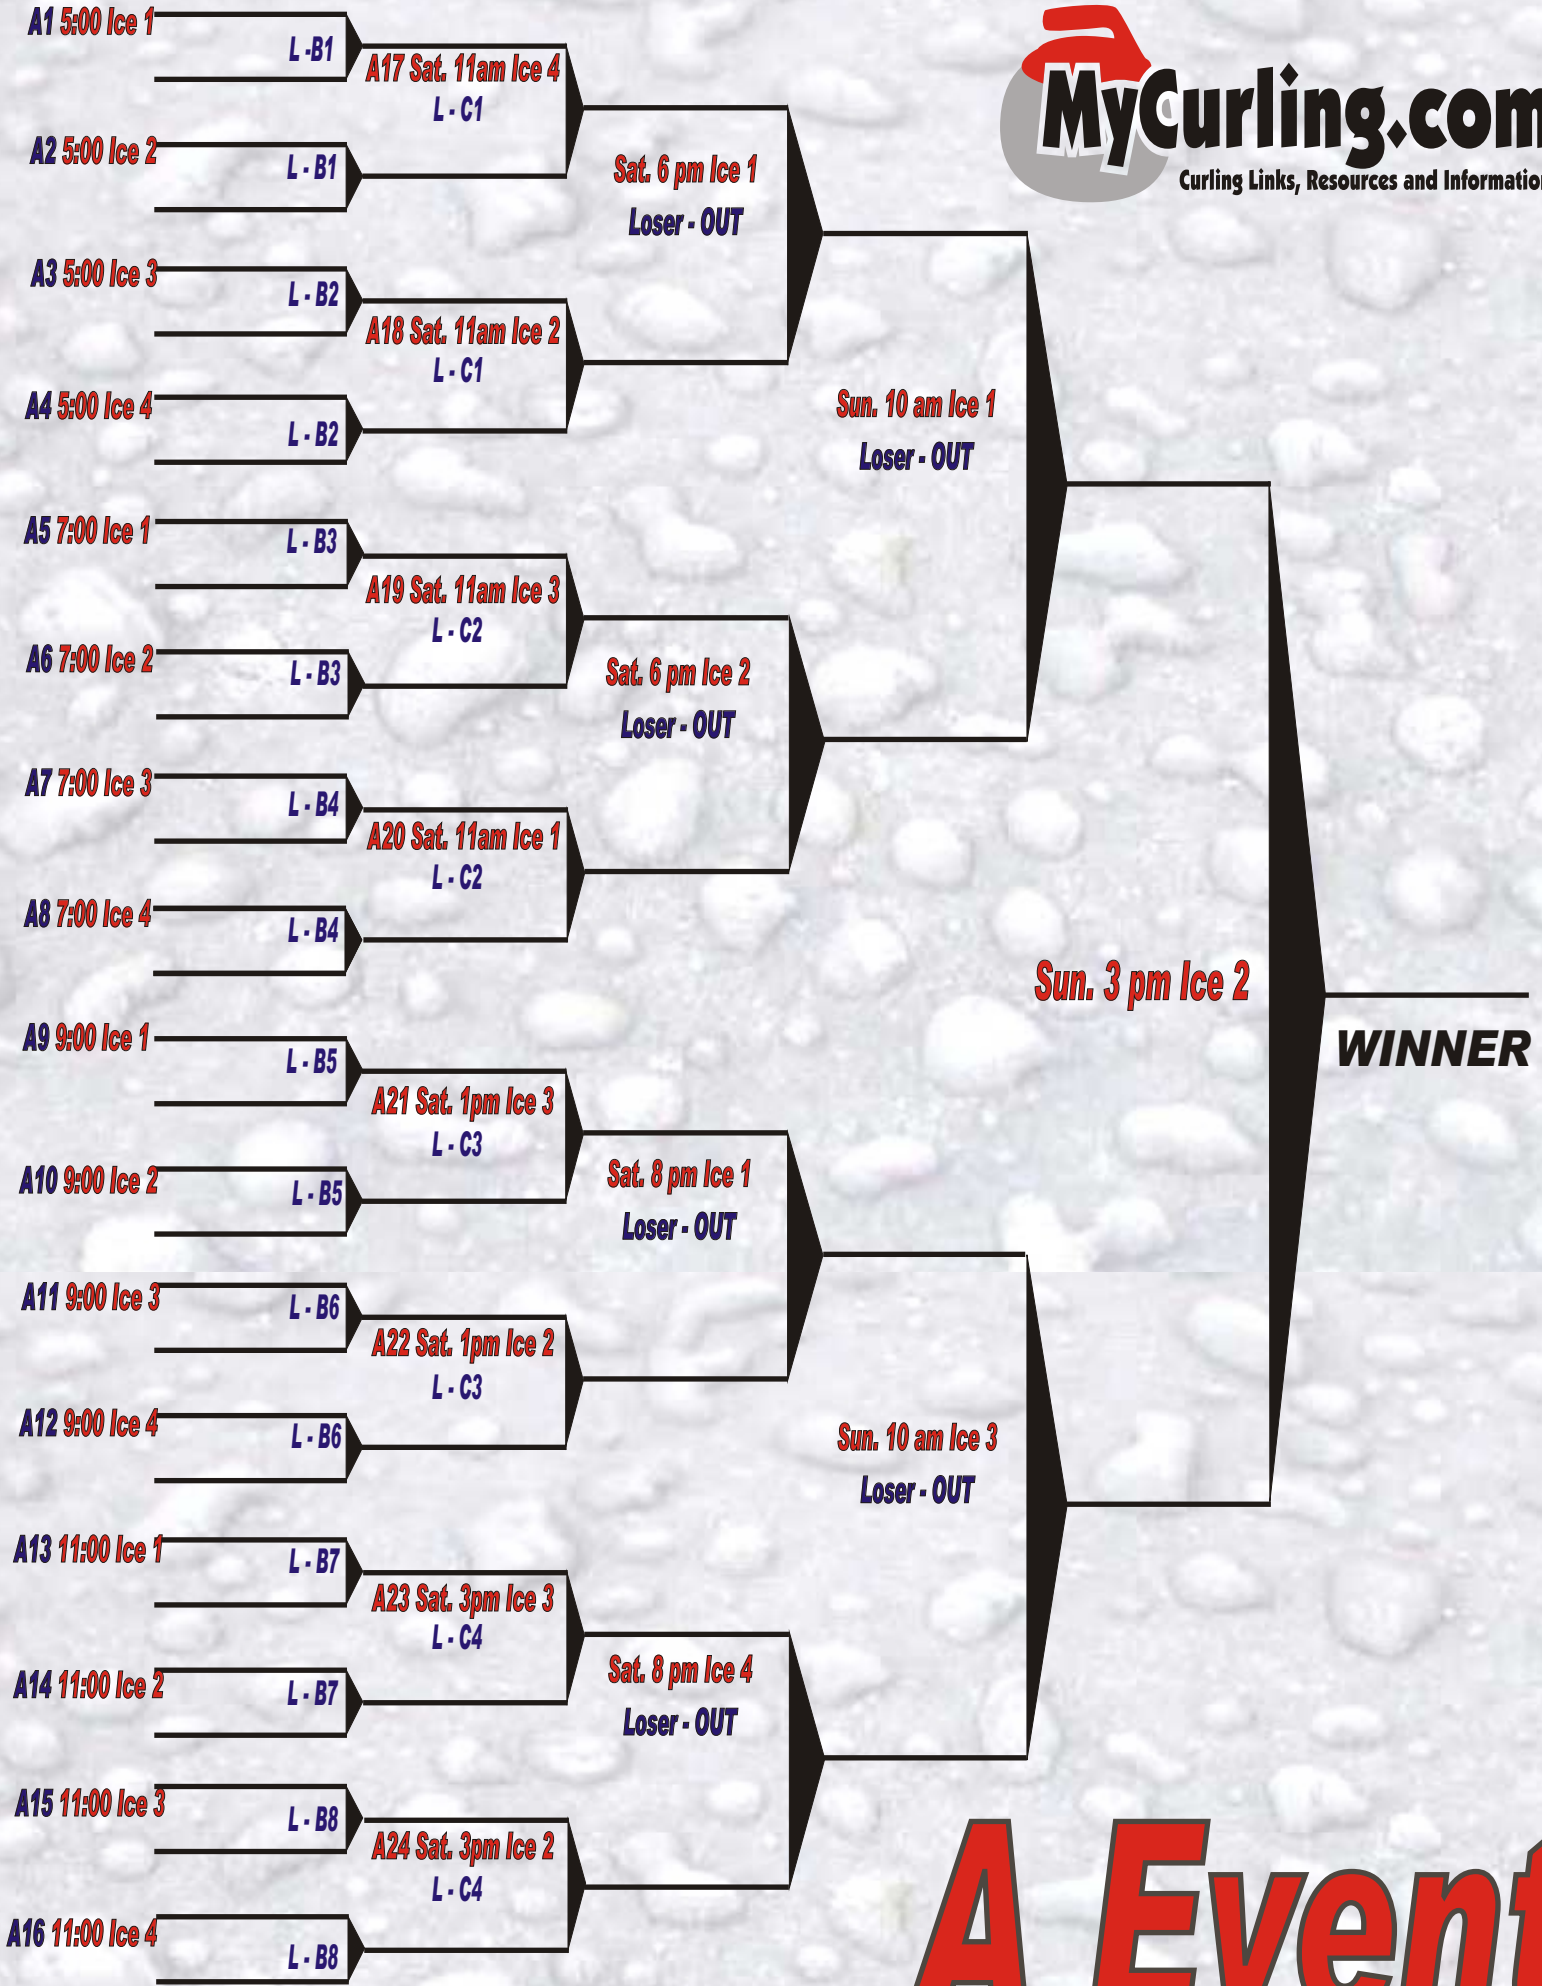 A1 5:00 Ice 1
L -B1
A17 Sat. 11am Ice 4
L - C1
A2 5:00 Ice 2
L - B1
Sat. 6 pm Ice 1
Loser - OUT
A3 5:00 Ice 3
L - B2
A18 Sat. 11am Ice 2
L - C1
A4 5:00 Ice 4
L - B2
Sun. 10 am Ice 1
Loser - OUT
A5 7:00 Ice 1
L - B3
A19 Sat. 11am Ice 3
L - C2
A6 7:00 Ice 2
L - B3
Sat. 6 pm Ice 2
Loser - OUT
A7 7:00 Ice 3
L - B4
A20 Sat. 11am Ice 1
L - C2
A8 7:00 Ice 4
L - B4
Sun. 3 pm Ice 2
WINNER
A9 9:00 Ice 1
L - B5
A21 Sat. 1pm Ice 3
L - C3
A10 9:00 Ice 2
L - B5
Sat. 8 pm Ice 1
Loser - OUT
A11 9:00 Ice 3
L - B6
A22 Sat. 1pm Ice 2
L - C3
A12 9:00 Ice 4
L - B6
Sun. 10 am Ice 3
Loser - OUT
A13 11:00 Ice 1
L - B7
A23 Sat. 3pm Ice 3
L - C4
A14 11:00 Ice 2
L - B7
Sat. 8 pm Ice 4
Loser - OUT
A15 11:00 Ice 3
L - B8
A24 Sat. 3pm Ice 2
L - C4
A16 11:00 Ice 4
L - B8
MyCurling.com
Curling Links, Resources and Information
A Event